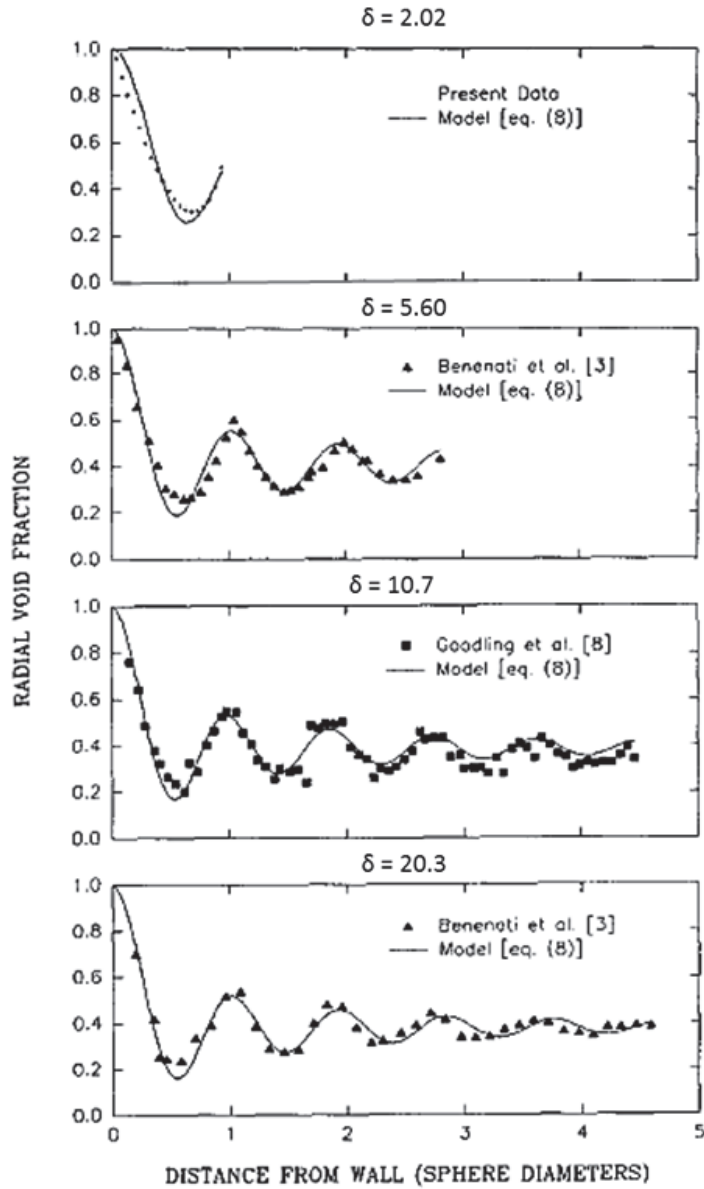 δ = 2.02
1.0
0.8
0.6
0.4
0.2
0.0
Present Data
Model [eq. (8)]
δ = 5.60
1.0
0.8
0.6
0.4
0.2
0.0
Benenati et al. [3]
Model [eq. (8)]
RADIAL VOID FRACTION
δ = 10.7
1.0
0.8
0.6
0.4
0.2
0.0
Goodling et al. [8]
Model [eq. (8)]
δ = 20.3
1.0
0.8
0.6
0.4
0.2
0.0
Benenati et al. [3]
Model [eq. (8)]
0 1 2 3 4 5
DISTANCE FROM WALL (SPHERE DIAMETERS)